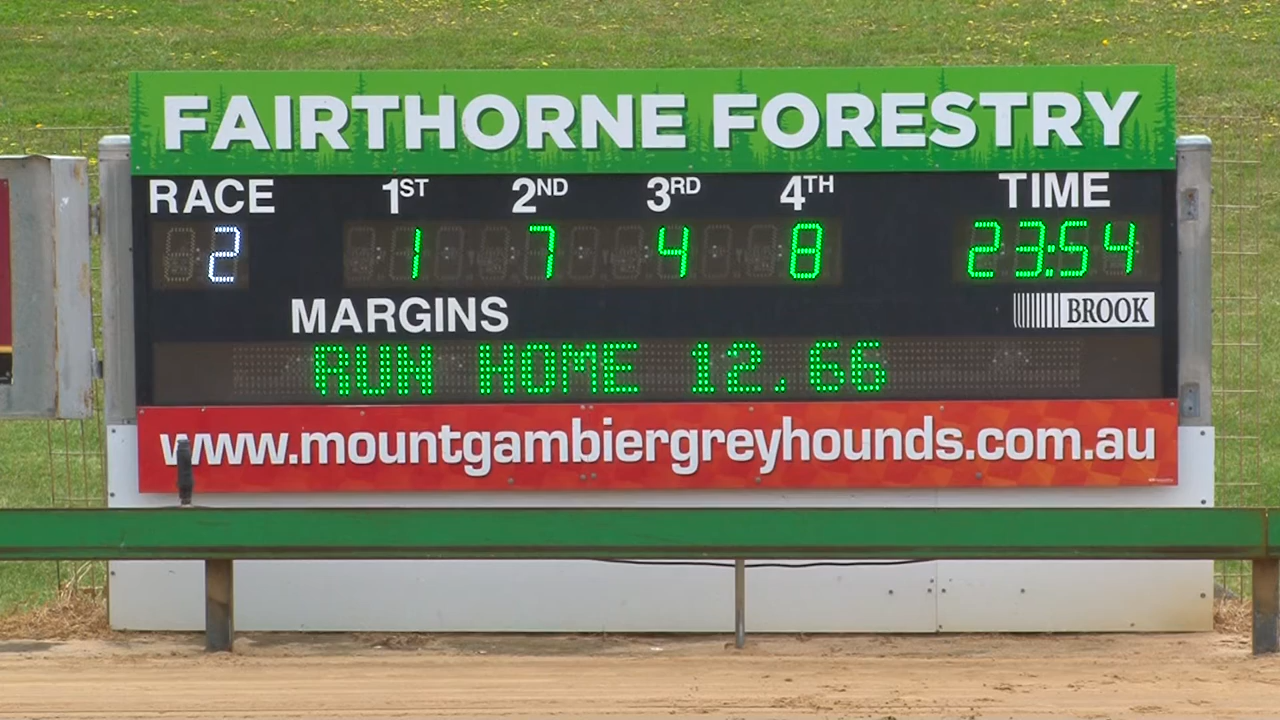 FAIRTHORNE FORESTRY
RACE 1ST 2ND 3RD 4TH TIME
2 1 7 4 8 23:54
MARGINS BROOK
RUN HOME 12.66
www.mountgambiergreyhounds.com.au